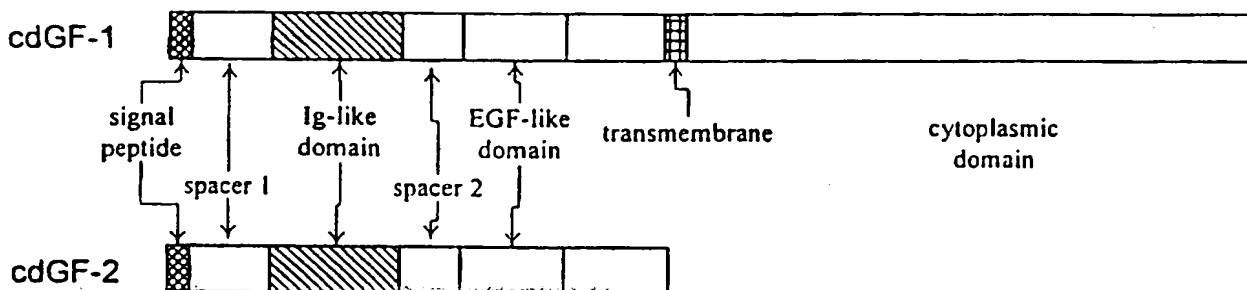 cdGF-1
signal
peptide
spacer 1
Ig-like
domain
spacer 2
EGF-like
domain
transmembrane
cytoplasmic
domain
cdGF-2